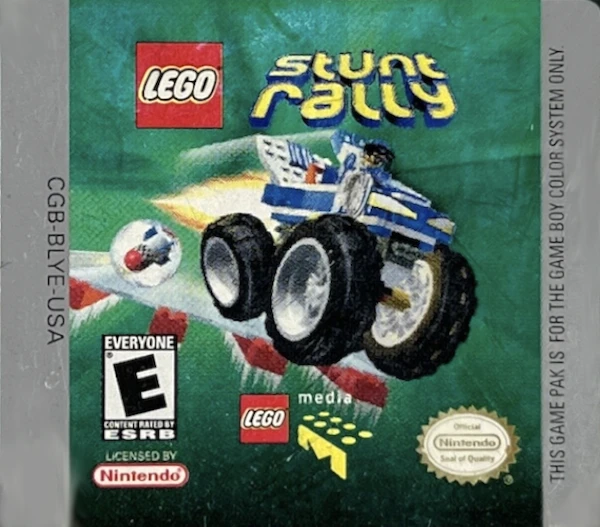 LEGO
stunt
rally
CGB-BLYE-USA
THIS GAME PAK IS FOR THE GAME BOY COLOR SYSTEM ONLY.
EVERYONE
E
CONTENT RATED BY
ESRB
LICENSED BY
Nintendo
LEGO
media
Official
Nintendo
Seal of Quality